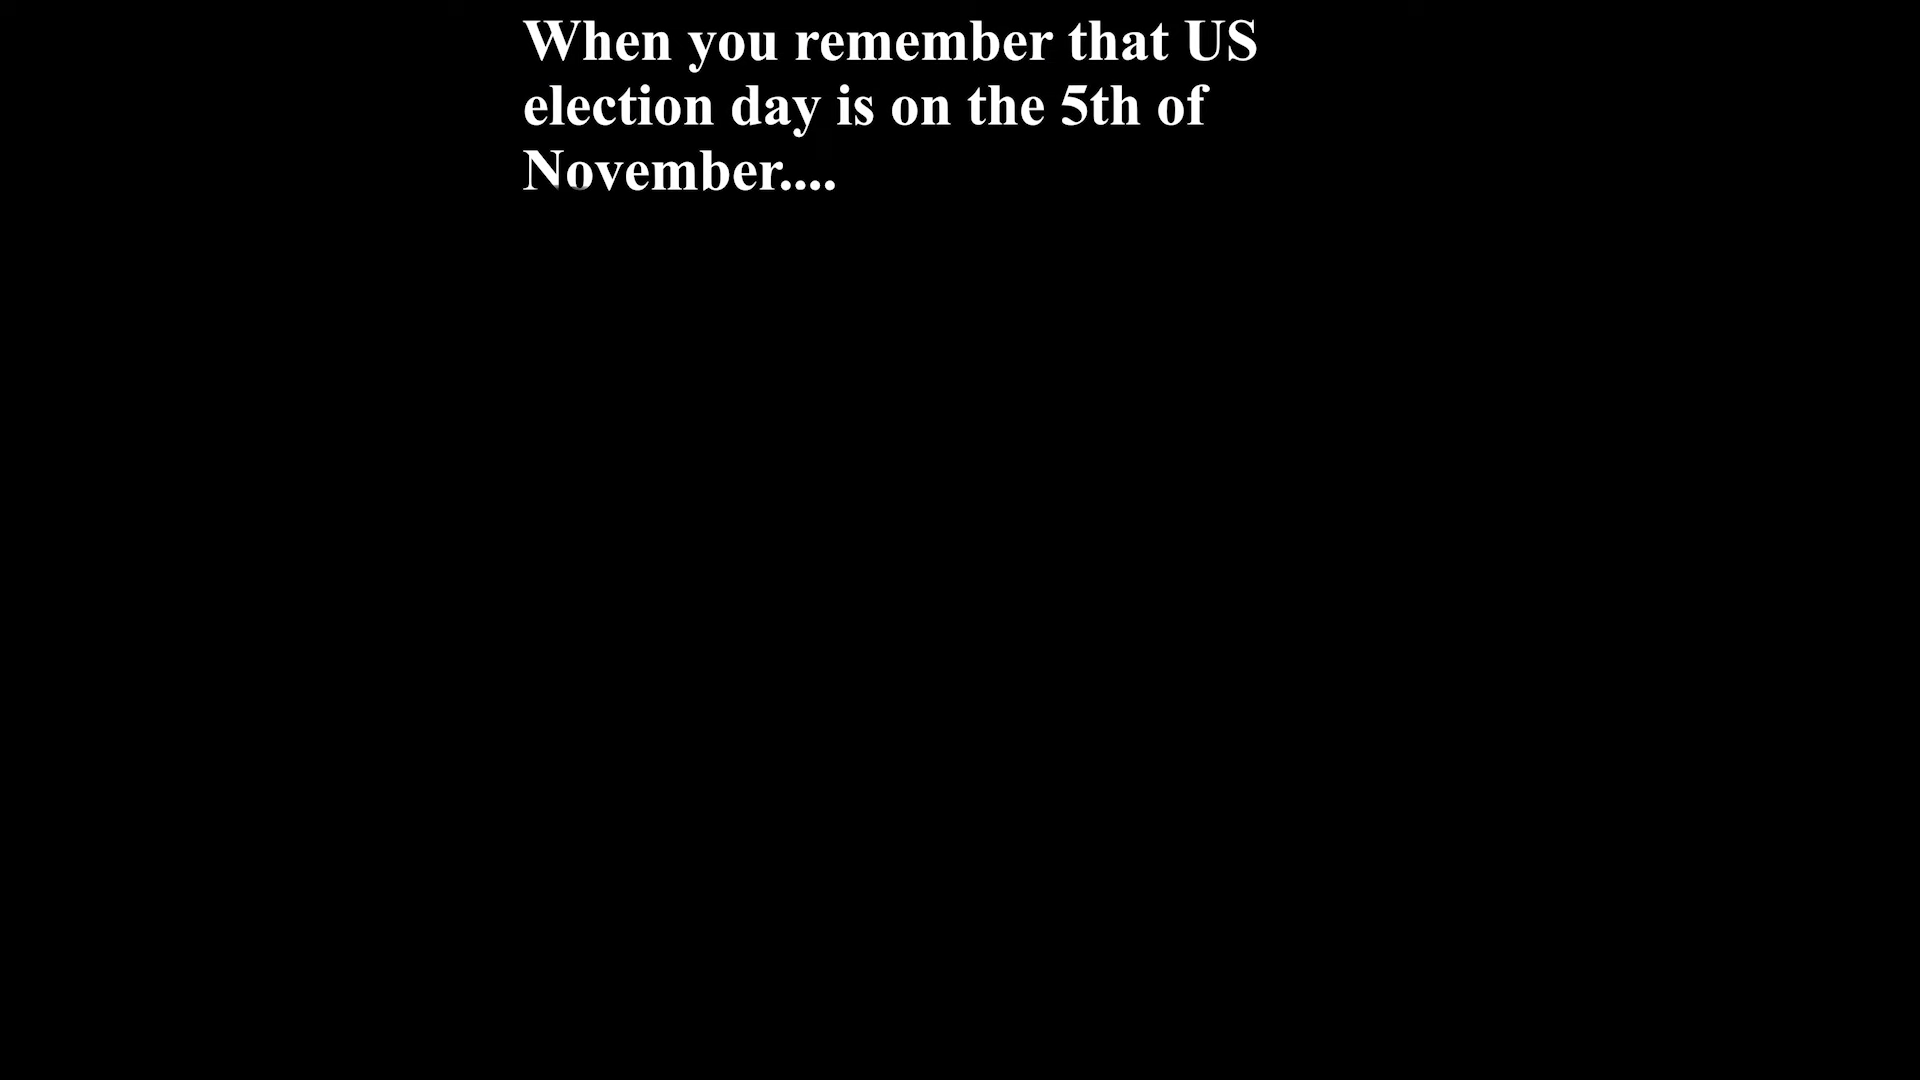 When you remember that US
election day is on the 5th of
November....